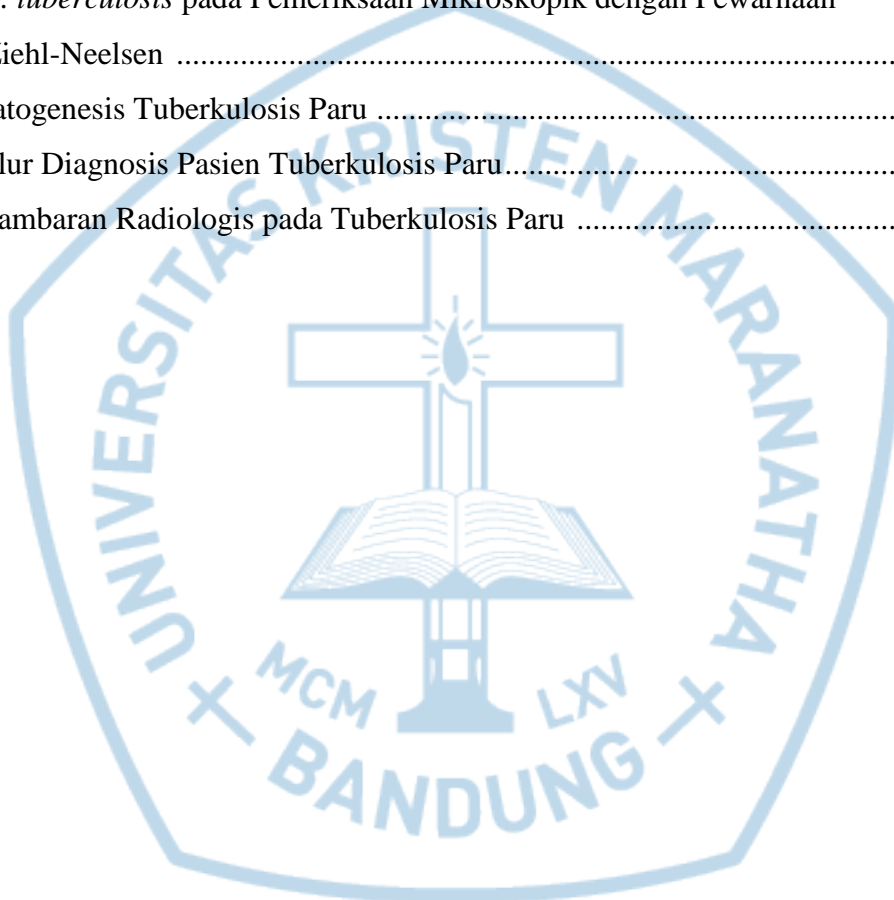 . tuberculosis pada Pemeriksaan Mikroskopik dengan Pewarnaan
iehl-Neelsen ....................................................................................................
atogenesis Tuberkulosis Paru ..........................................................................
lur Diagnosis Pasien Tuberkulosis Paru..........................................................
ambaran Radiologis pada Tuberkulosis Paru .................................................
UNIVERSITAS KRISTEN MARANATHA
MCM LXV
BANDUNG